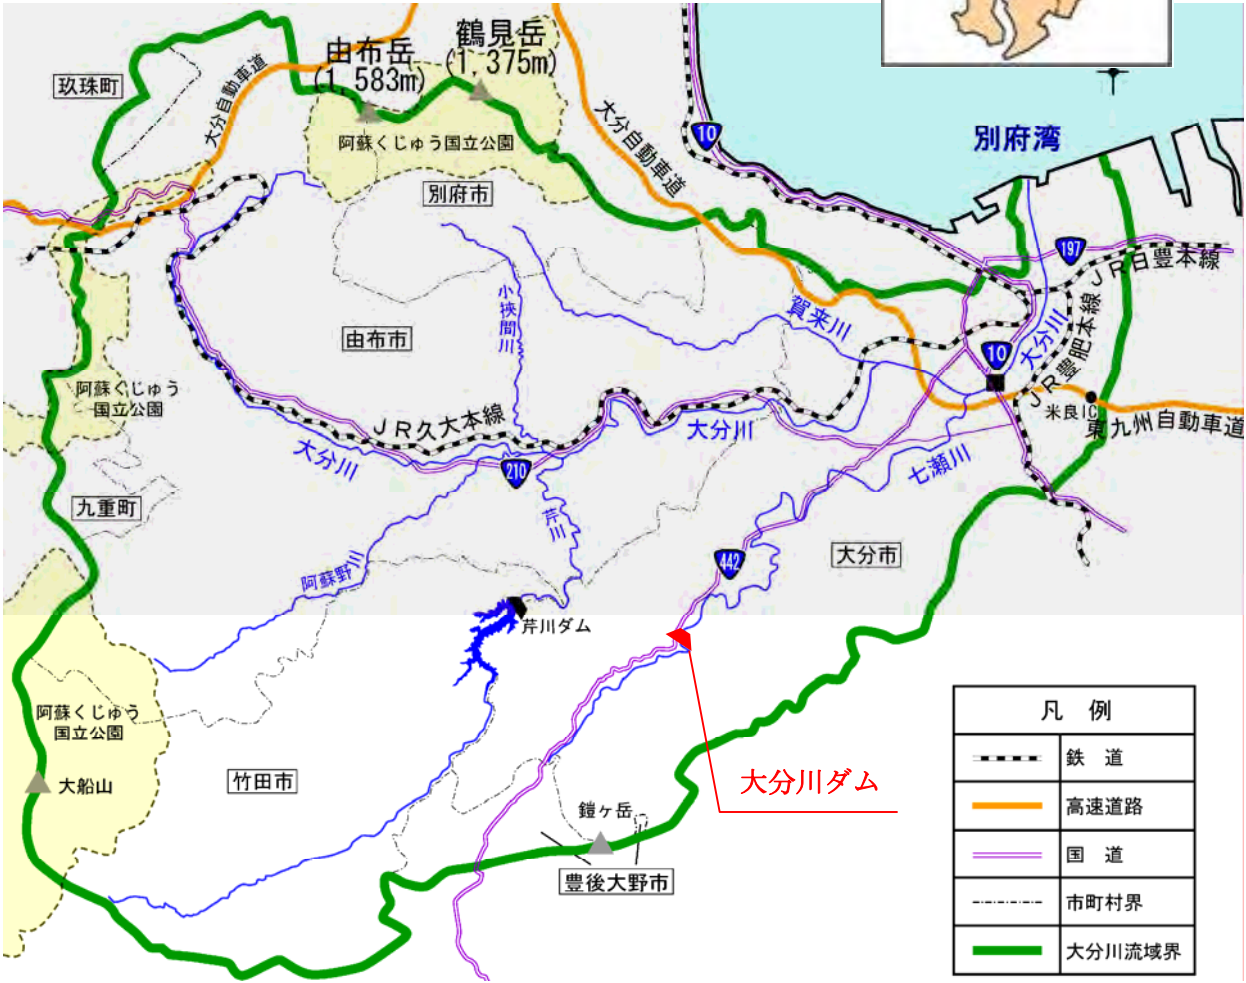 鶴見岳
(1,375m)
由布岳
(1,583m)
玖珠町
大分自動車道
大分自動車道
阿蘇くじゅう国立公園
別府市
10
別府湾
197
JR日豊本線
小挾間川
賀来川
由布市
大分川
JR豊肥本線
10
米良IC
東九州自動車道
阿蘇くじゅう
国立公園
JR久大本線
大分川
大分川
210
七瀬川
九重町
芹川
大分市
442
阿蘇野川
芹川ダム
阿蘇くじゅう
国立公園
大船山
竹田市
大分川ダム
鎧ヶ岳
豊後大野市
凡 例
鉄 道
高速道路
国 道
市町村界
大分川流域界